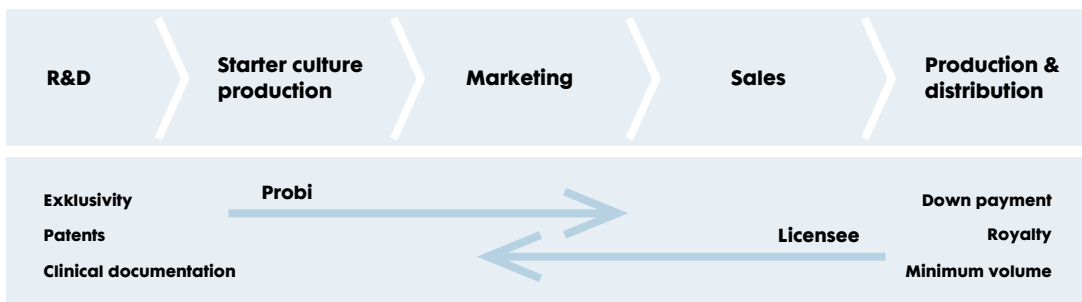 R&D
Starter culture
production
Marketing
Sales
Production &
distribution
Exklusivity
Patents
Clinical documentation
Probi
Licensee
Down payment
Royalty
Minimum volume